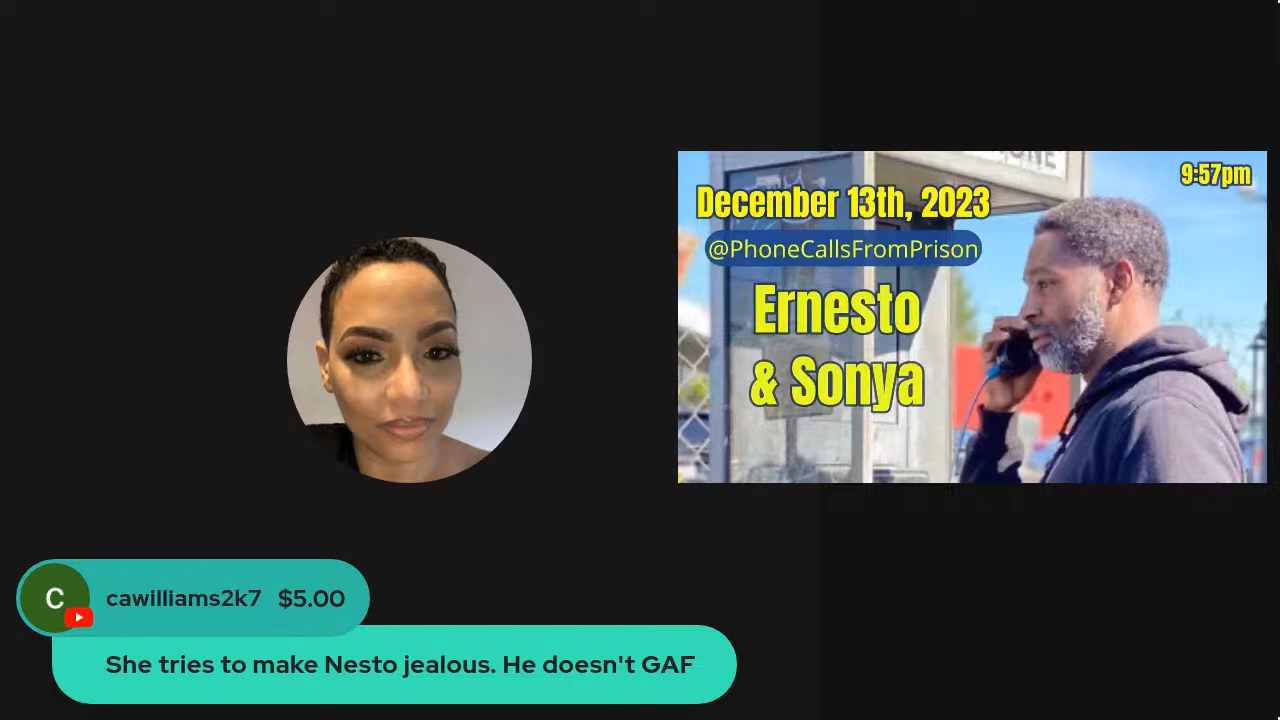 9:57pm
December 13th, 2023
@PhoneCallsFromPrison
Ernesto
& Sonya
C
cawilliams2k7 $5.00
She tries to make Nesto jealous. He doesn't GAF